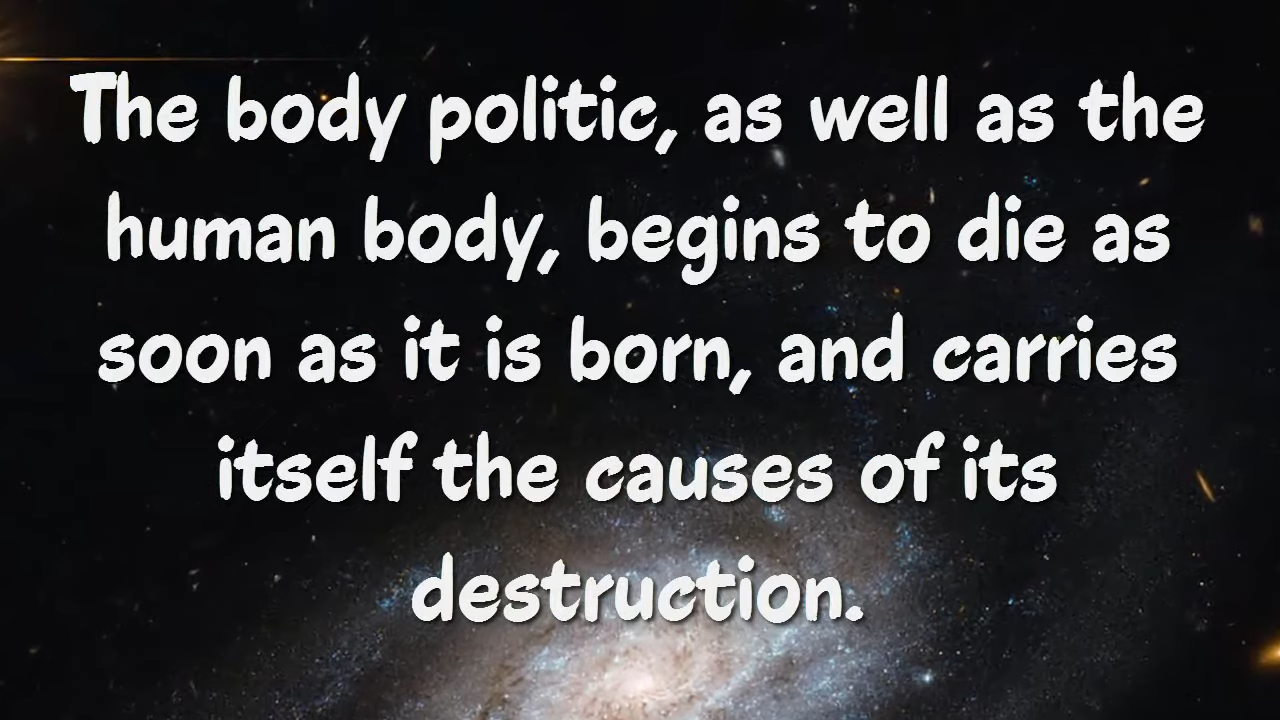 The body politic, as well as the
human body, begins to die as
soon as it is born, and carries
itself the causes of its
destruction.